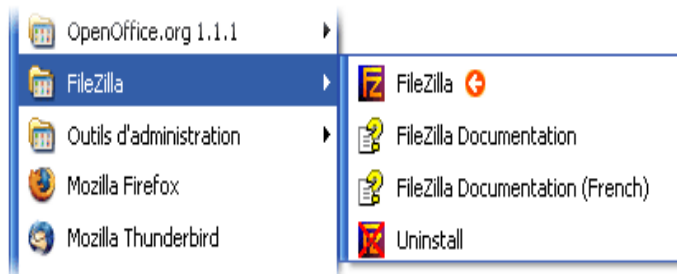 OpenOffice.org 1.1.1
FileZilla
Outils d'administration
Mozilla Firefox
Mozilla Thunderbird
FileZilla
FileZilla Documentation
FileZilla Documentation (French)
Uninstall